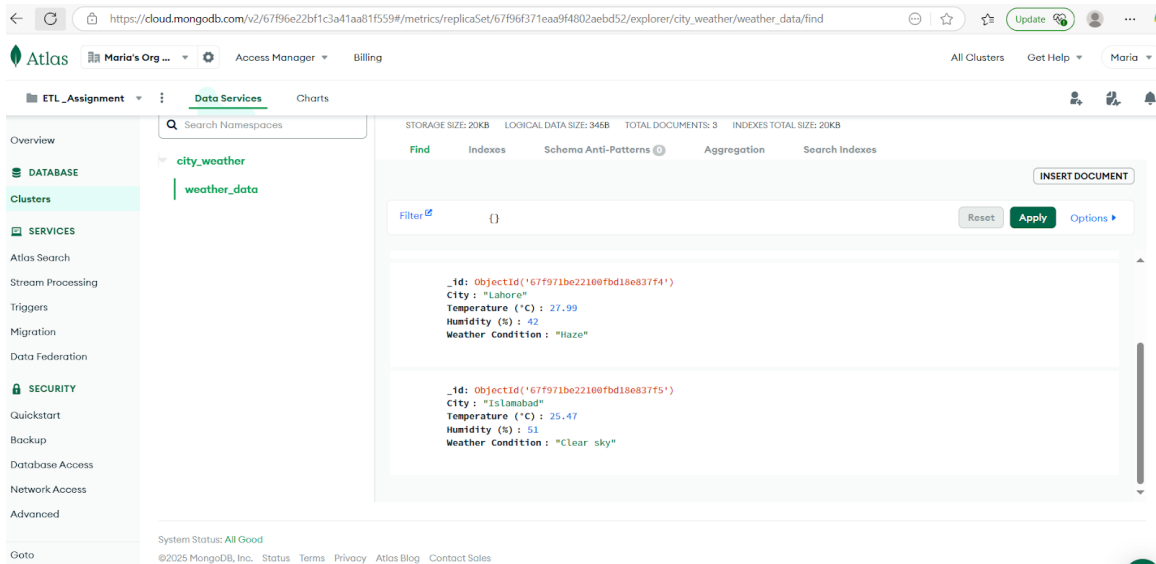 https://cloud.mongodb.com/v2/67f96e22bf1c3a41aa81f559#/metrics/replicaSet/67f96f371eaa9f4802aebd52/explorer/city_weather/weather_data/find
Update
Atlas
Maria's Org ...
Access Manager
Billing
All Clusters
Get Help
Maria
ETL_Assignment
Data Services
Charts
Overview
DATABASE
Clusters
SERVICES
Atlas Search
Stream Processing
Triggers
Migration
Data Federation
SECURITY
Quickstart
Backup
Database Access
Network Access
Advanced
Goto
Search Namespaces
city_weather
weather_data
STORAGE SIZE: 20KB LOGICAL DATA SIZE: 345B TOTAL DOCUMENTS: 3 INDEXES TOTAL SIZE: 20KB
Find Indexes Schema Anti-Patterns 0 Aggregation Search Indexes
INSERT DOCUMENT
Filter {} Reset Apply Options
_id: ObjectId('67f971be22100fbd18e837f4')
City : "Lahore"
Temperature (°C) : 27.99
Humidity (%) : 42
Weather Condition : "Haze"
_id: ObjectId('67f971be22100fbd18e837f5')
City : "Islamabad"
Temperature (°C) : 25.47
Humidity (%) : 51
Weather Condition : "Clear sky"
System Status: All Good
©2025 MongoDB, Inc. Status Terms Privacy Atlas Blog Contact Sales